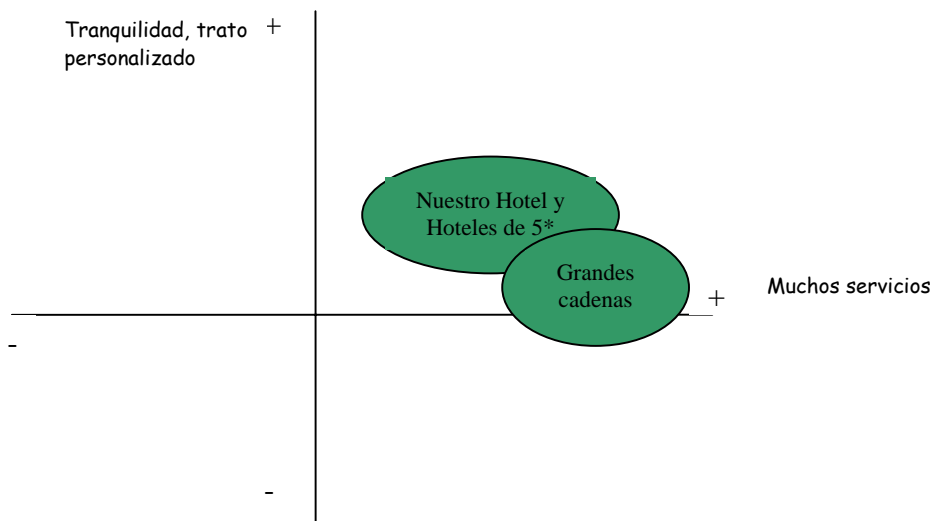 Tranquilidad, trato +
personalizado
Nuestro Hotel y
Hoteles de 5*
Grandes
cadenas
+
Muchos servicios
-
-